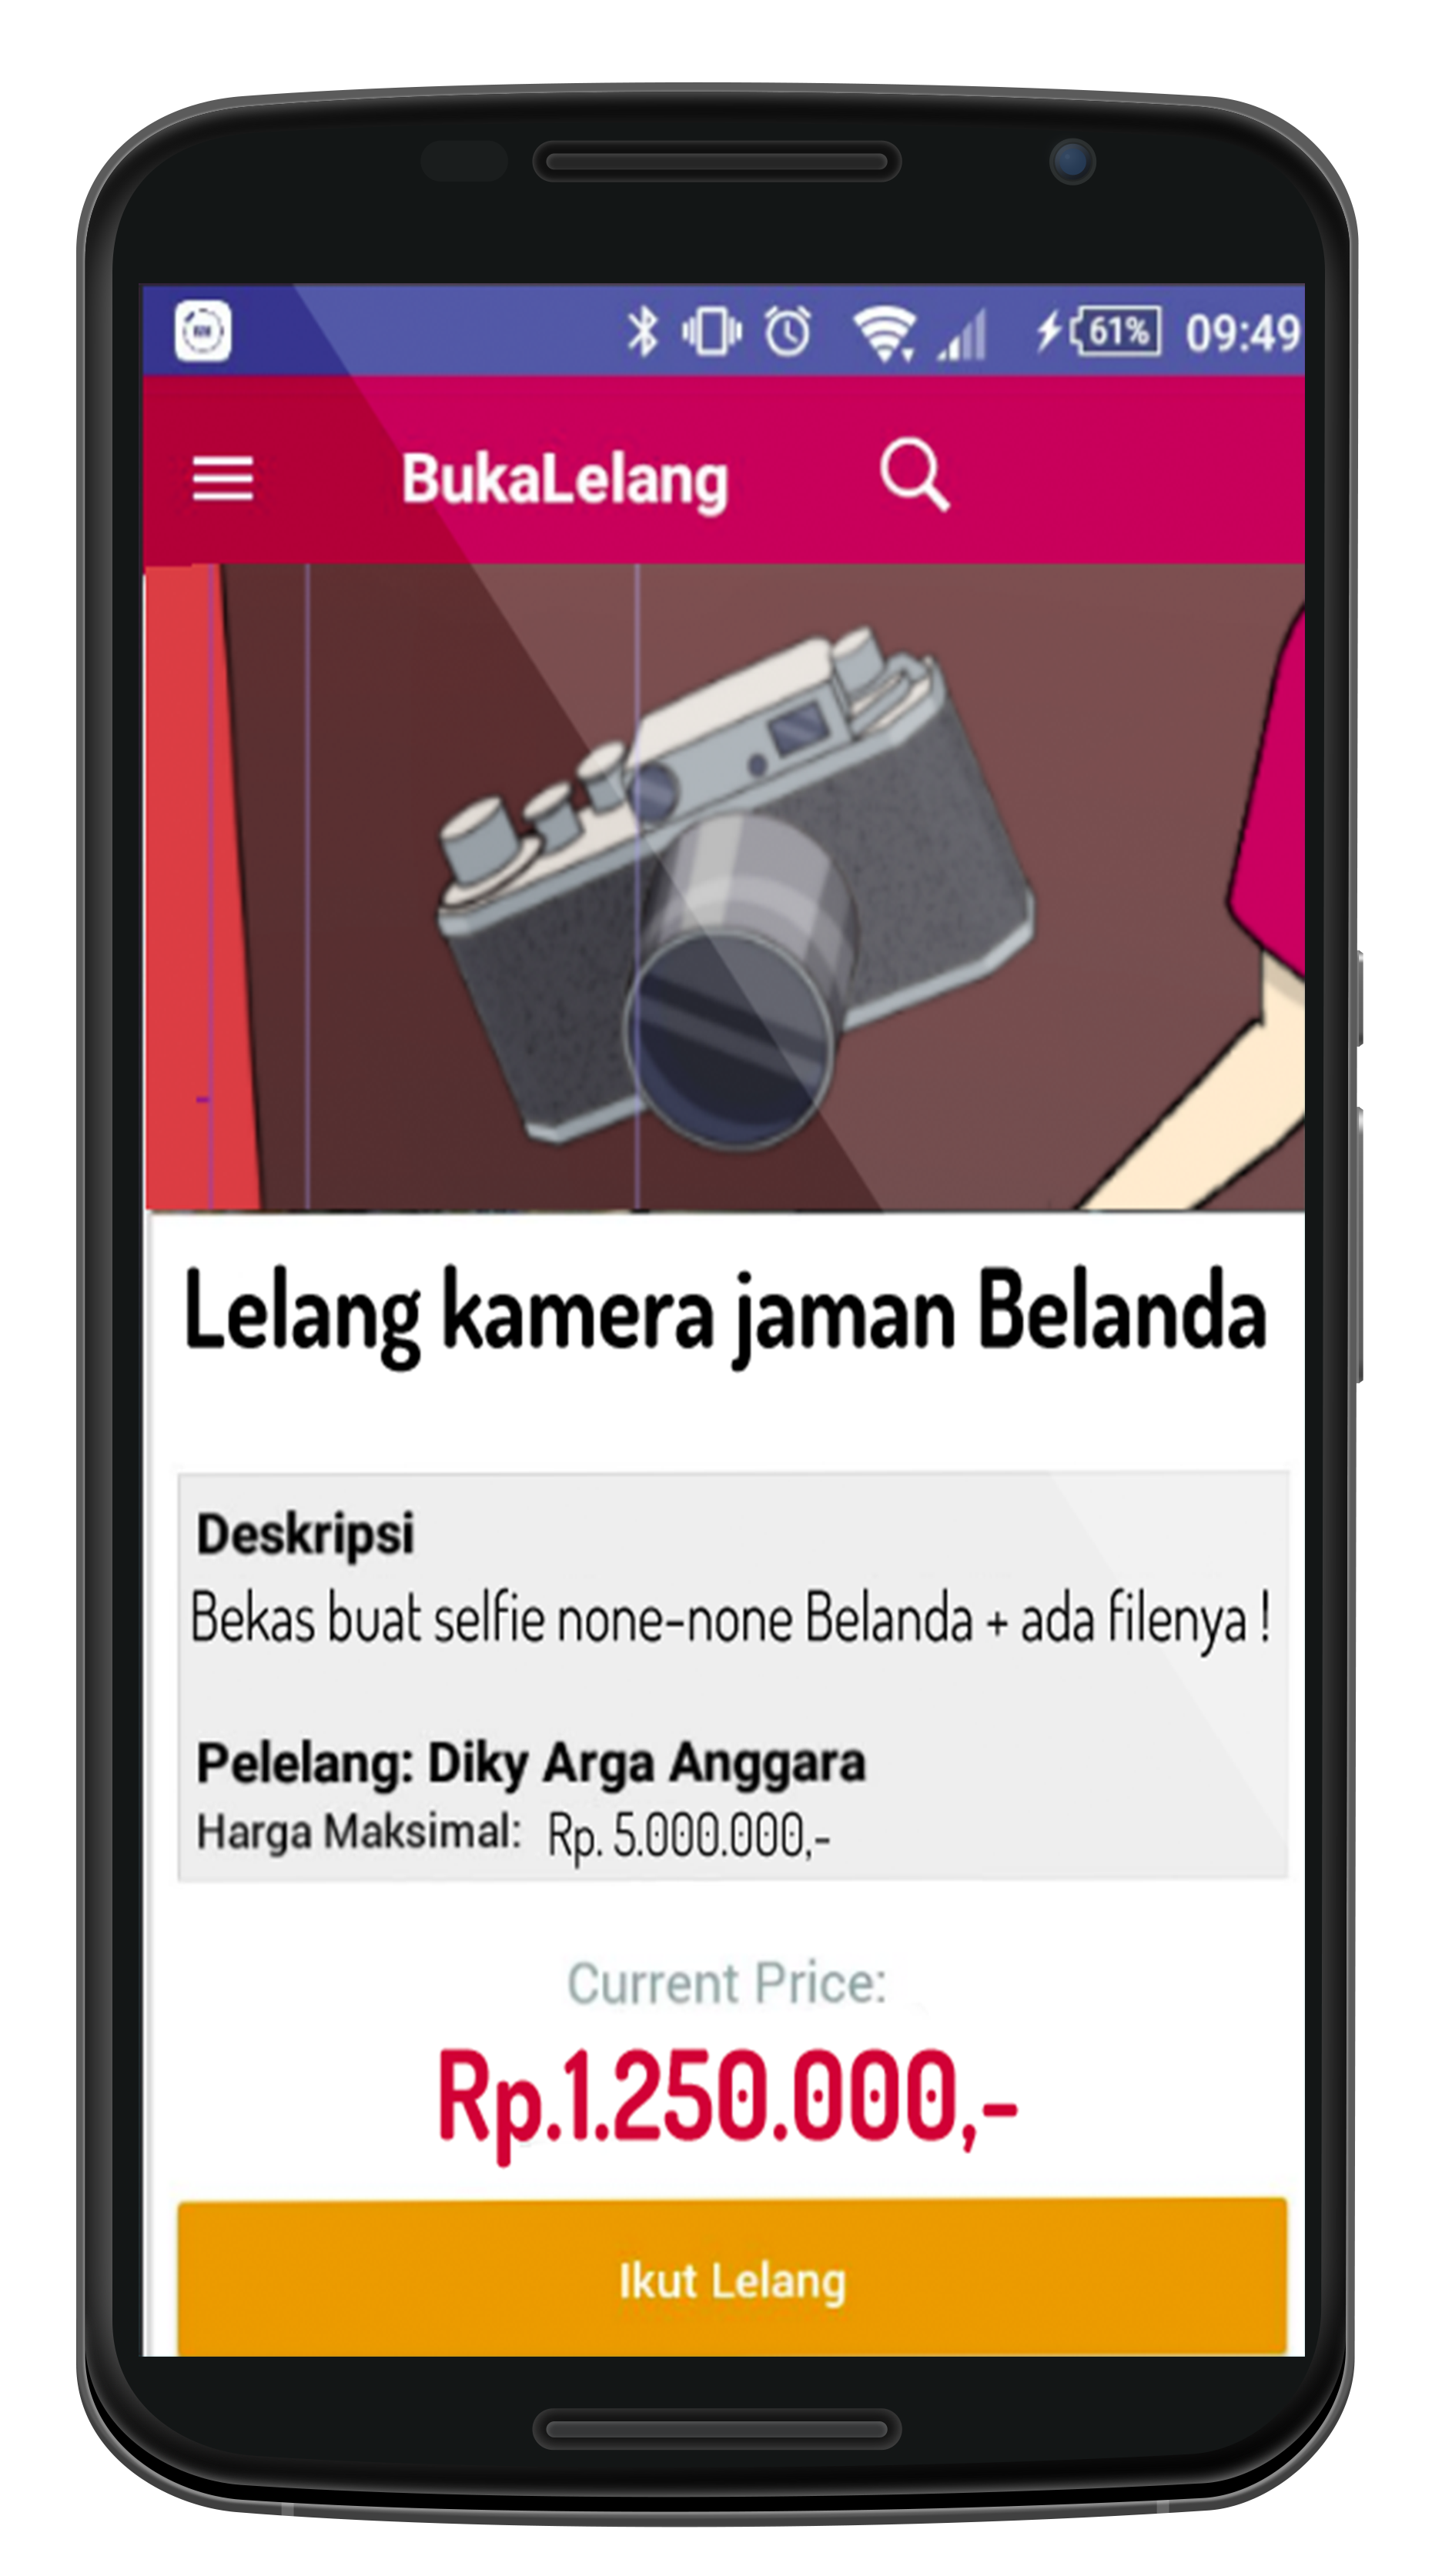 61% 09:49
BukaLelang
Lelang kamera jaman Belanda
Deskripsi
Bekas buat selfie none-none Belanda + ada filenya !
Pelelang: Diky Arga Anggara
Harga Maksimal: Rp. 5.000.000,-
Current Price:
Rp.1.250.000,-
Ikut Lelang